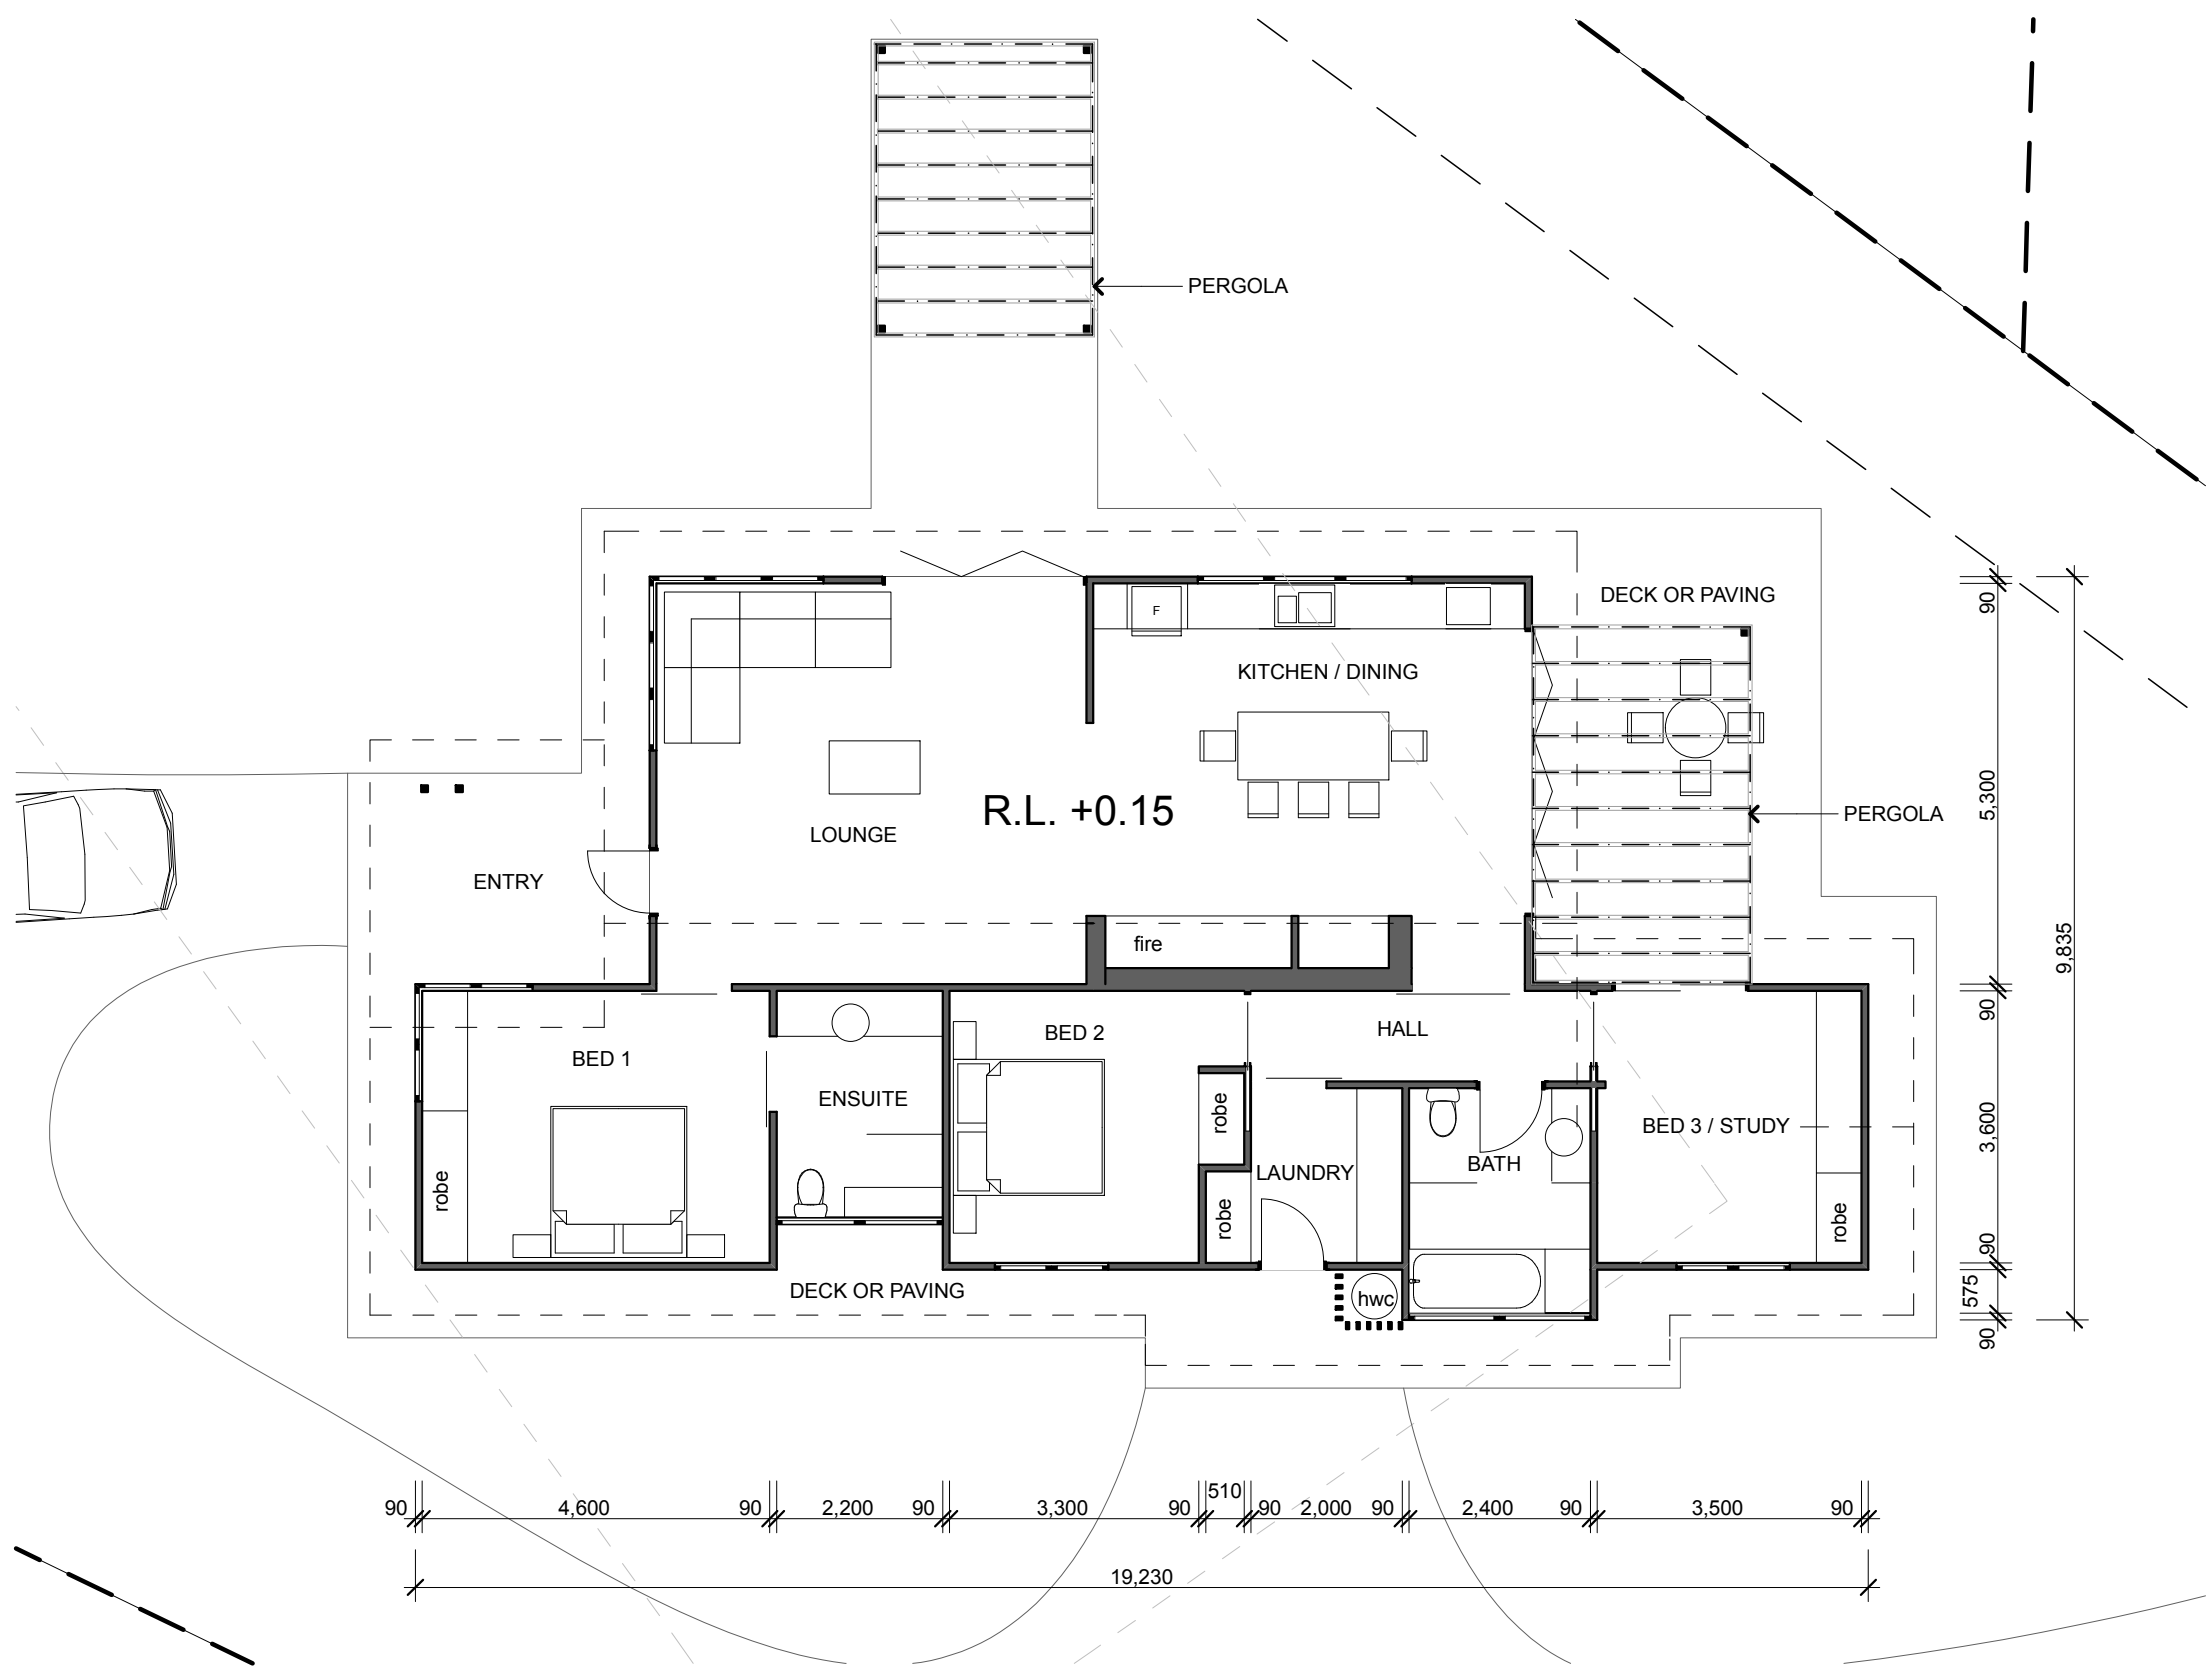 PERGOLA
DECK OR PAVING
F
KITCHEN / DINING
90
R.L. +0.15
LOUNGE
PERGOLA
5,300
ENTRY
fire
9,835
90
HALL
BED 2
BED 1
ENSUITE
robe
BED 3 / STUDY
3,600
BATH
LAUNDRY
robe
robe
robe
90
DECK OR PAVING
hwc
575
90
90
4,600
90
2,200
90
3,300
90
510
90
2,000
90
2,400
90
3,500
90
19,230